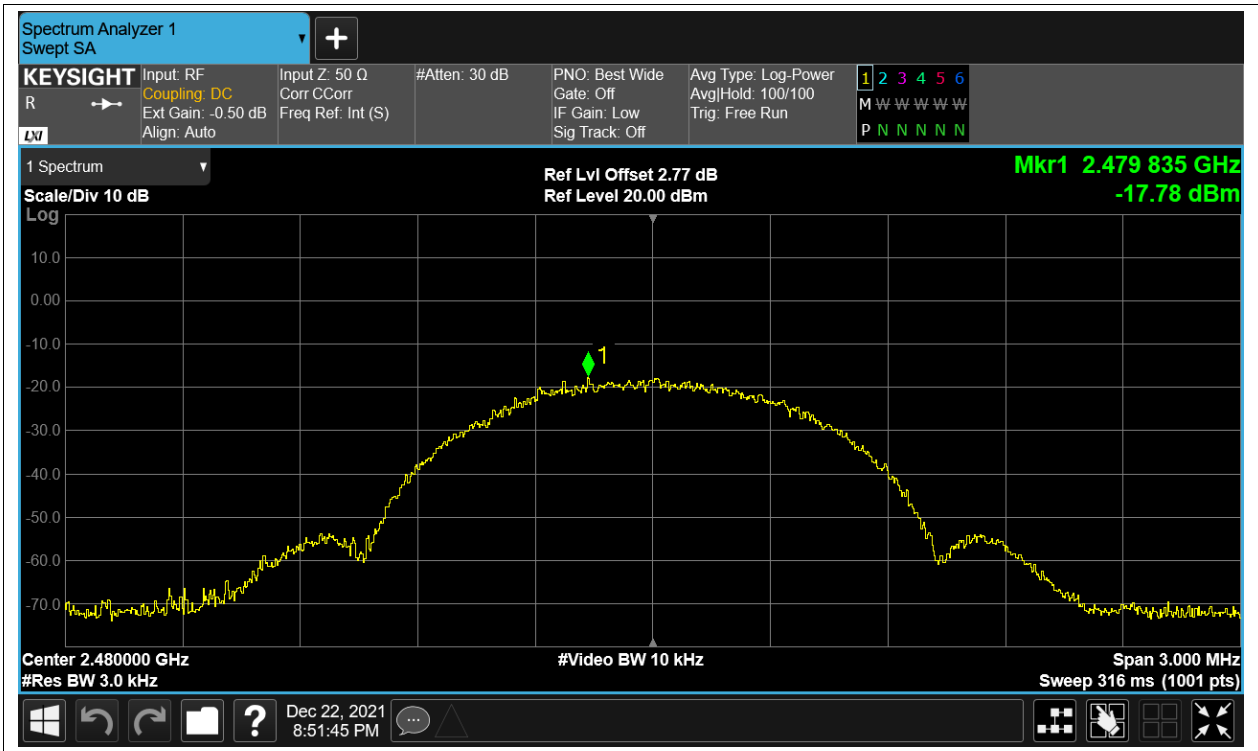 Spectrum Analyzer 1
Swept SA
KEYSIGHT
R
LXI
Input: RF
Coupling: DC
Ext Gain: -0.50 dB
Align: Auto
Input Z: 50 Ω
Corr CCorr
Freq Ref: Int (S)
#Atten: 30 dB
PNO: Best Wide
Gate: Off
IF Gain: Low
Sig Track: Off
Avg Type: Log-Power
Avg|Hold: 100/100
Trig: Free Run
1 2 3 4 5 6
M W W W W W
P N N N N N
1 Spectrum
Scale/Div 10 dB
Log
Ref Lvl Offset 2.77 dB
Ref Level 20.00 dBm
Mkr1 2.479 835 GHz
-17.78 dBm
10.0
0.00
-10.0
1
-20.0
-30.0
-40.0
-50.0
-60.0
-70.0
Center 2.480000 GHz
#Res BW 3.0 kHz
#Video BW 10 kHz
Span 3.000 MHz
Sweep 316 ms (1001 pts)
?
Dec 22, 2021
8:51:45 PM